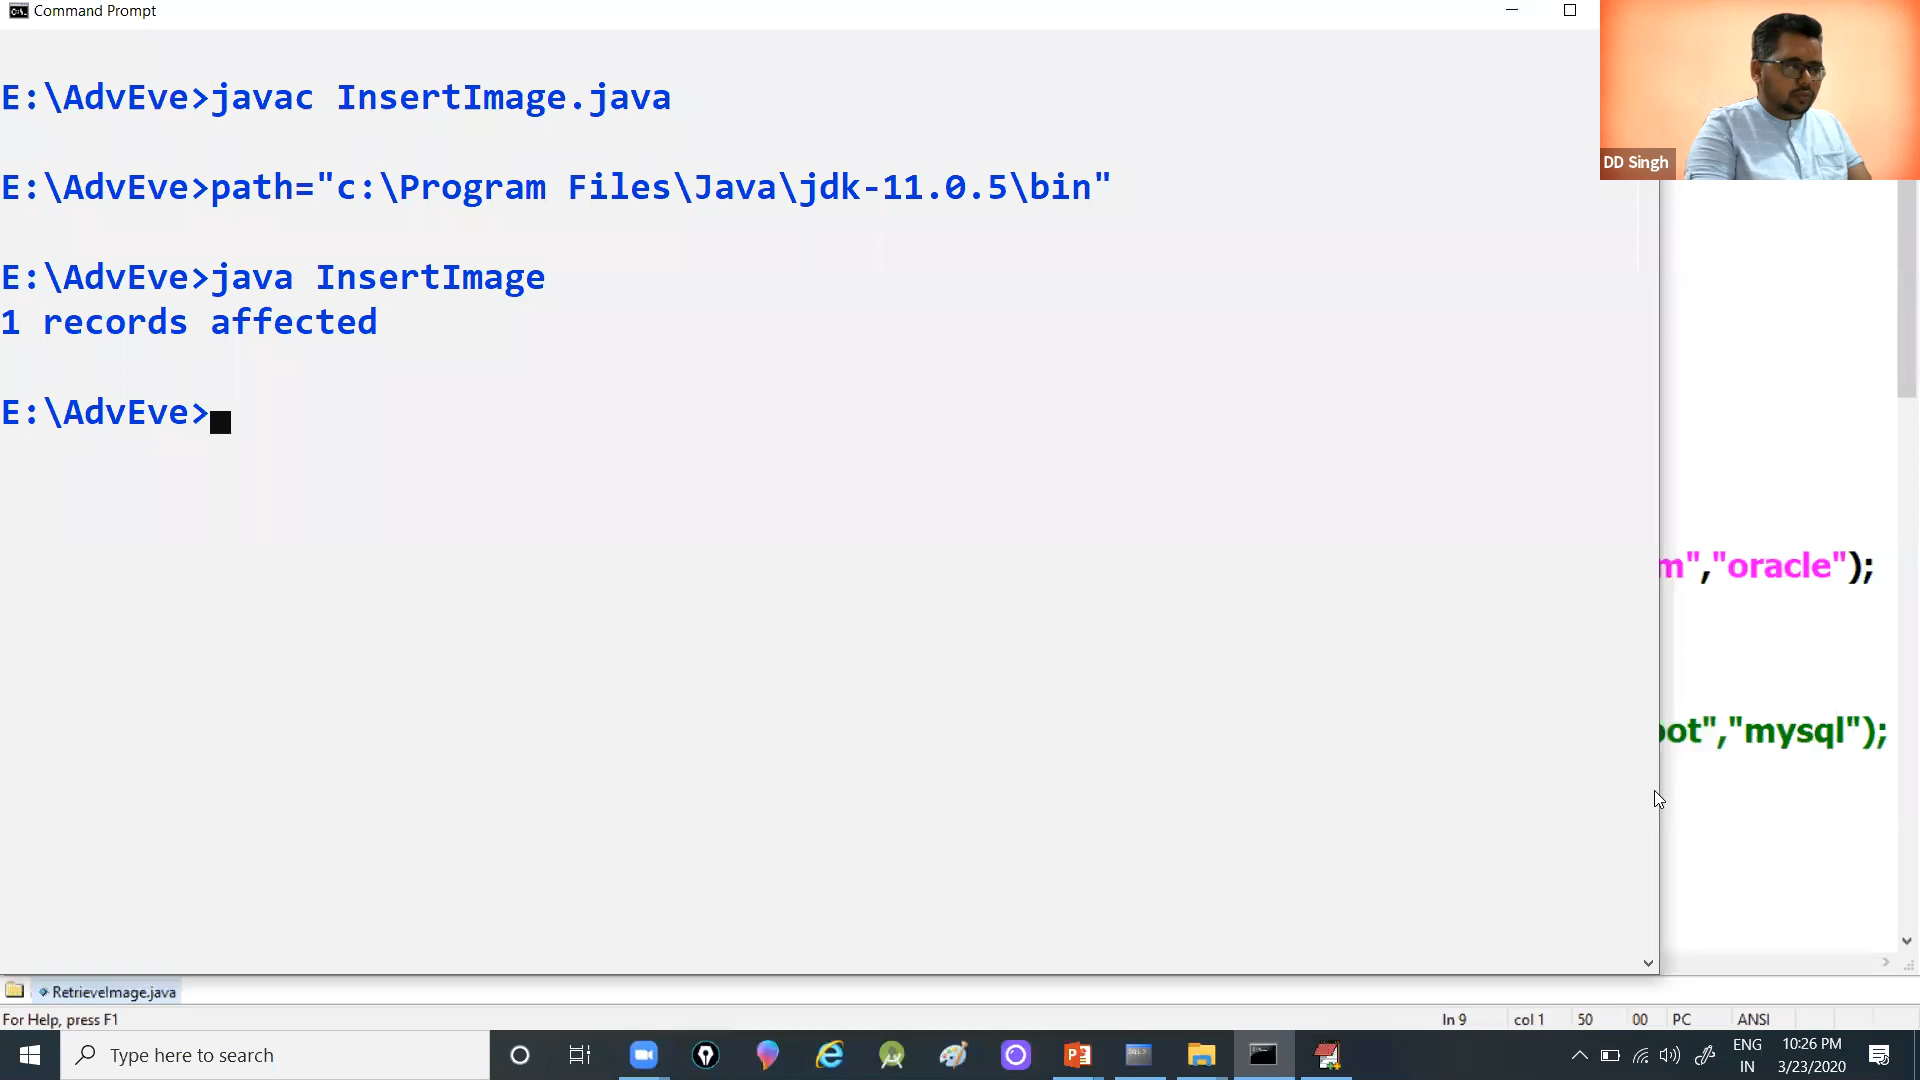 Command Prompt
E:\AdvEve>javac InsertImage.java
DD Singh
E:\AdvEve>path="c:\Program Files\Java\jdk-11.0.5\bin"
E:\AdvEve>java InsertImage
1 records affected
E:\AdvEve>
m","oracle");
oot","mysql");
RetrieveImage.java
For Help, press F1
ln 9 col 1 50 00 PC ANSI
Type here to search
ENG 10:26 PM
IN 3/23/2020